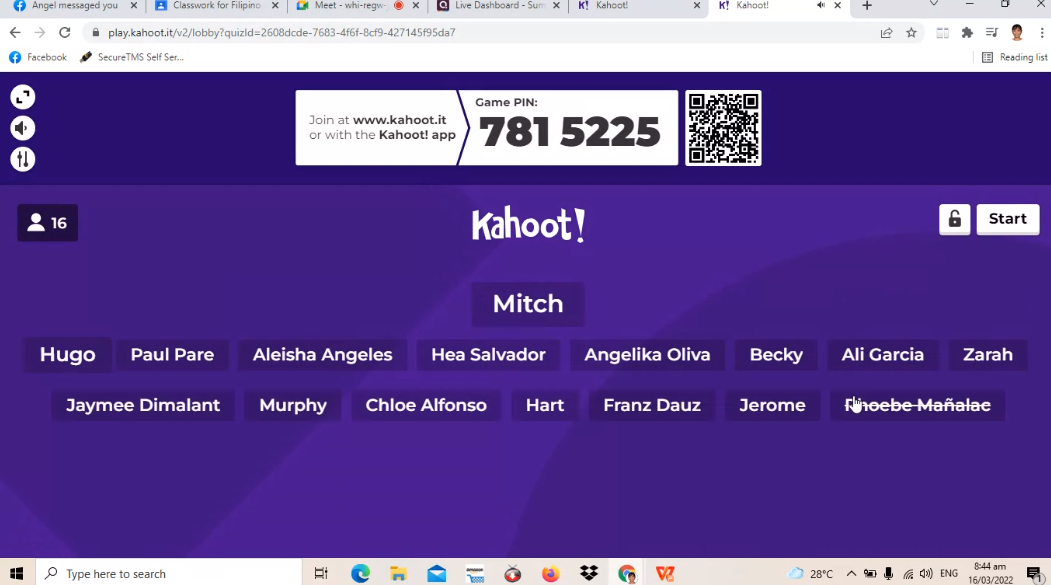 Angel messaged you
Classwork for Filipino
Meet - whi-regw-
Live Dashboard - Sum
Kahoot!
Kahoot!
play.kahoot.it/v2/lobby?quizId=2608dcde-7683-4f6f-8cf9-427145f95da7
Facebook
SecureTMS Self Ser...
Reading list
Join at www.kahoot.it
or with the Kahoot! app
Game PIN:
781 5225
16
Kahoot!
Start
Mitch
Hugo Paul Pare Aleisha Angeles Hea Salvador Angelika Oliva Becky Ali Garcia Zarah
Jaymee Dimalant Murphy Chloe Alfonso Hart Franz Dauz Jerome Phoebe Mañalac
Type here to search
28°C
ENG
8:44 am
16/03/2022
1